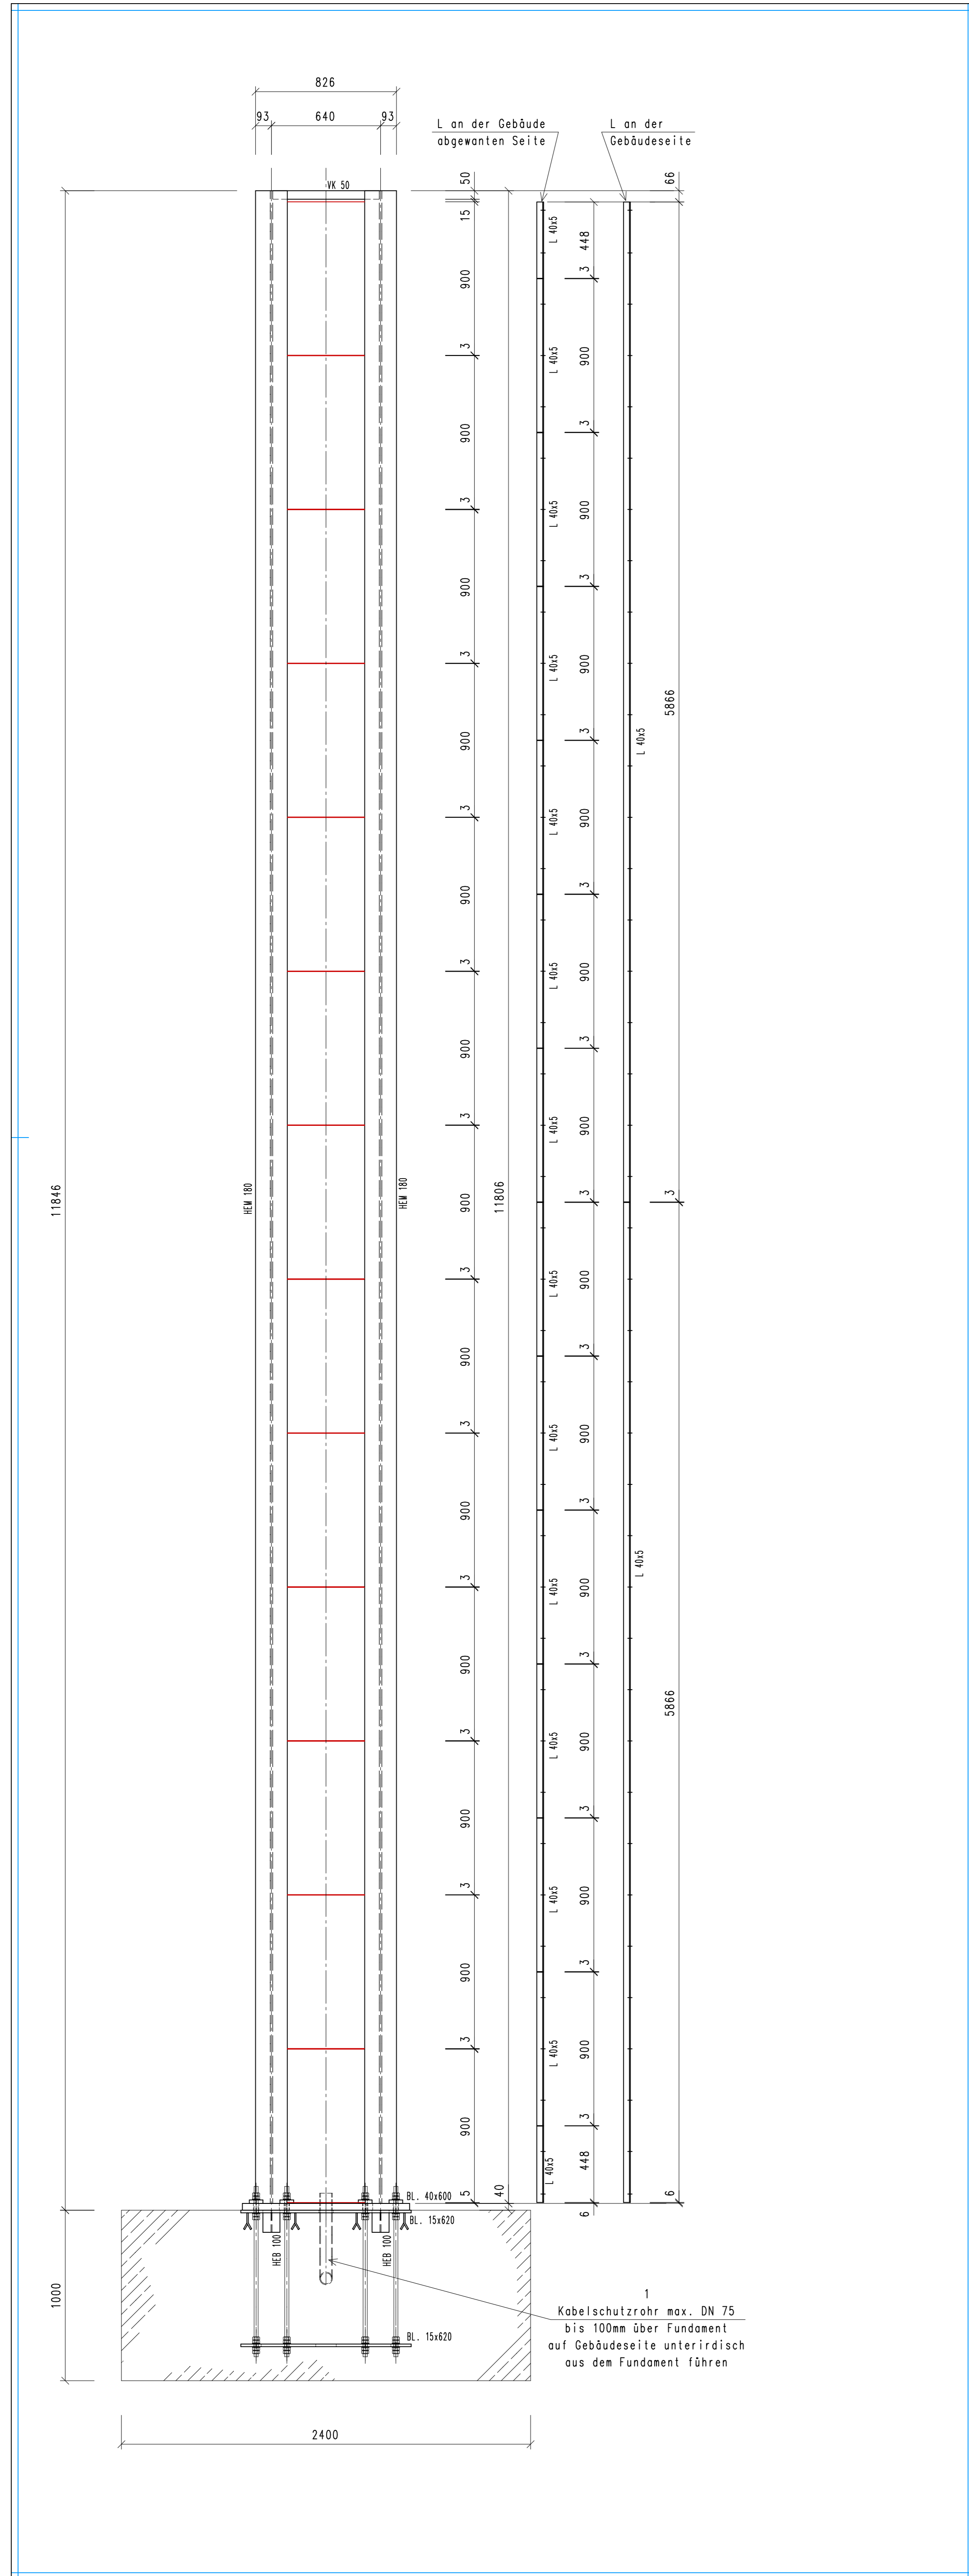 826
93
640
93
L an der Gebäude
abgewanten Seite
L an der
Gebäudeseite
VK 50
50
66
15
L 40x5
448
900
3
3
L 40x5
900
900
3
3
L 40x5
900
900
3
3
L 40x5
900
5866
900
3
L 40x5
3
L 40x5
900
900
3
3
L 40x5
900
900
3
3
L 40x5
900
11846
HEM 180
HEM 180
900
11806
3
3
3
L 40x5
900
900
3
3
L 40x5
900
900
3
L 40x5
3
L 40x5
900
900
3
5866
3
L 40x5
900
900
3
3
L 40x5
900
900
3
3
L 40x5
900
900
3
448
L 40x5
BL. 40x600
5
40
6
6
BL. 15x620
HEB 100
HEB 100
1000
1
Kabelschutzrohr max. DN 75
bis 100mm über Fundament
auf Gebäudeseite unterirdisch
aus dem Fundament führen
BL. 15x620
2400